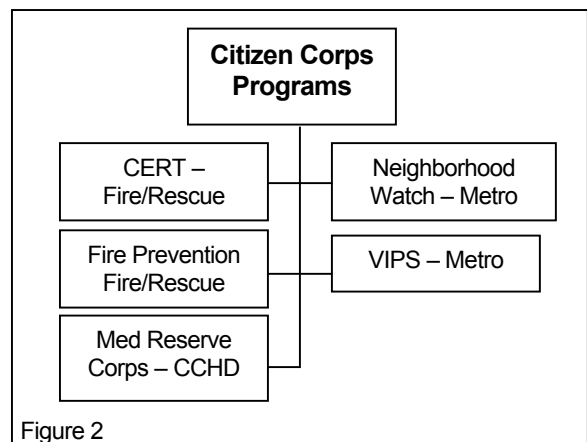 Citizen Corps
Programs
CERT –
Fire/Rescue
Neighborhood
Watch – Metro
Fire Prevention
Fire/Rescue
VIPS – Metro
Med Reserve
Corps – CCHD
Figure 2